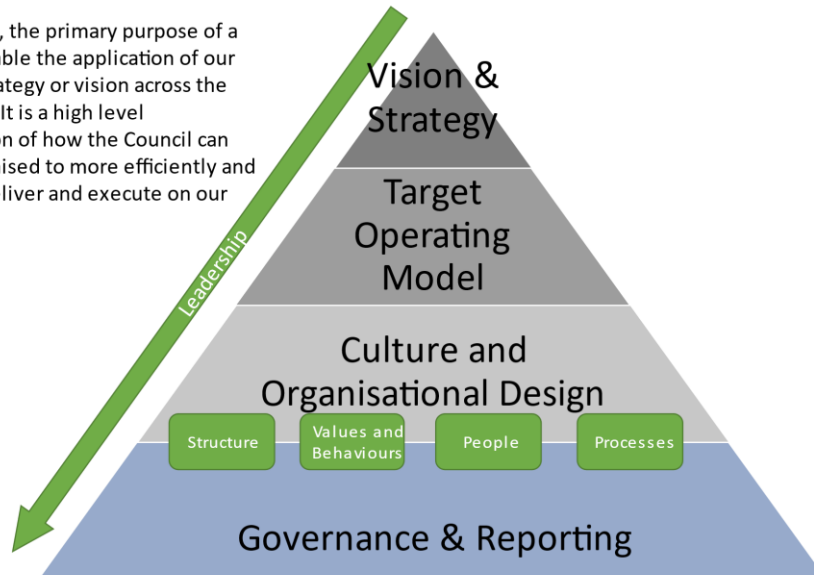 , the primary purpose of a
able the application of our
ategy or vision across the
It is a high level
on of how the Council can
ised to more efficiently and
eliver and execute on our
Leadership
Vision &
Strategy
Target
Operating
Model
Culture and
Organisational Design
Structure
Values and
Behaviours
People
Processes
Governance & Reporting